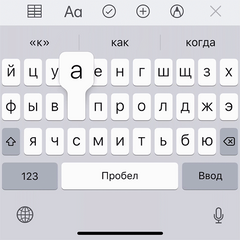 Aa
«к» как когда
й ц у а е н г ш щ з х
ф ы в п р о л д ж э
я ч с м и т ь б ю
123 Пробел Ввод